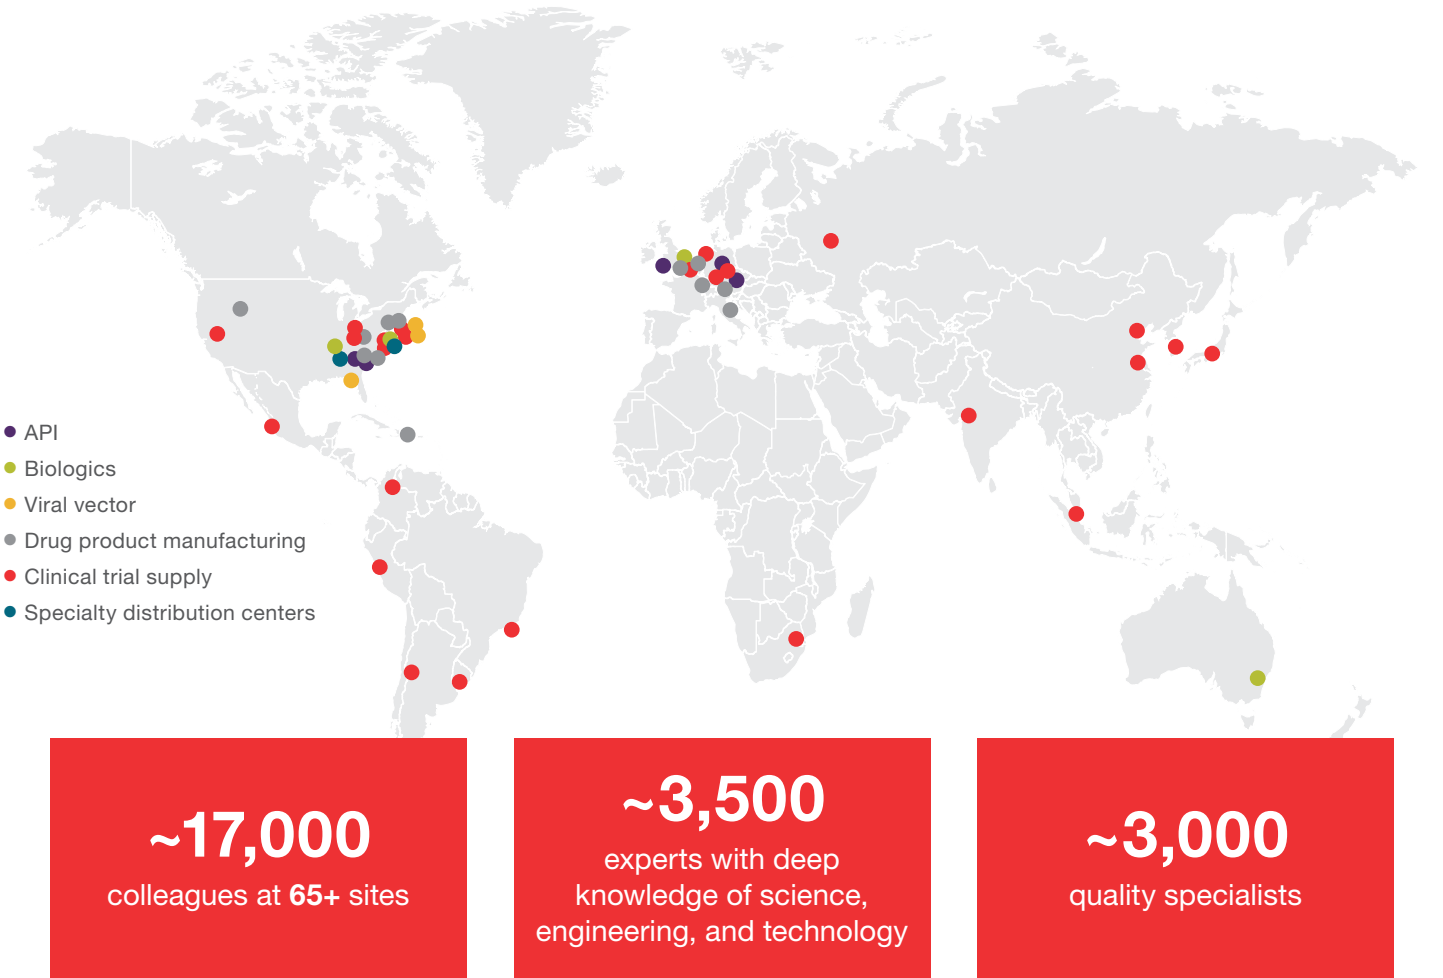 API
Biologics
Viral vector
Drug product manufacturing
Clinical trial supply
Specialty distribution centers
~17,000
colleagues at 65+ sites
~3,500
experts with deep
knowledge of science,
engineering, and technology
~3,000
quality specialists